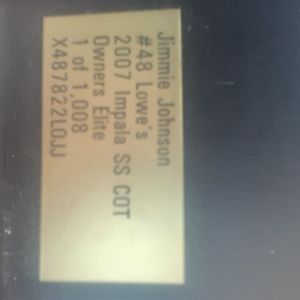 Jimmie Johnson
#48 Lowe's
2007 Impala SS COT
Owners Elite
1 of 1,008
X487822LOJJ